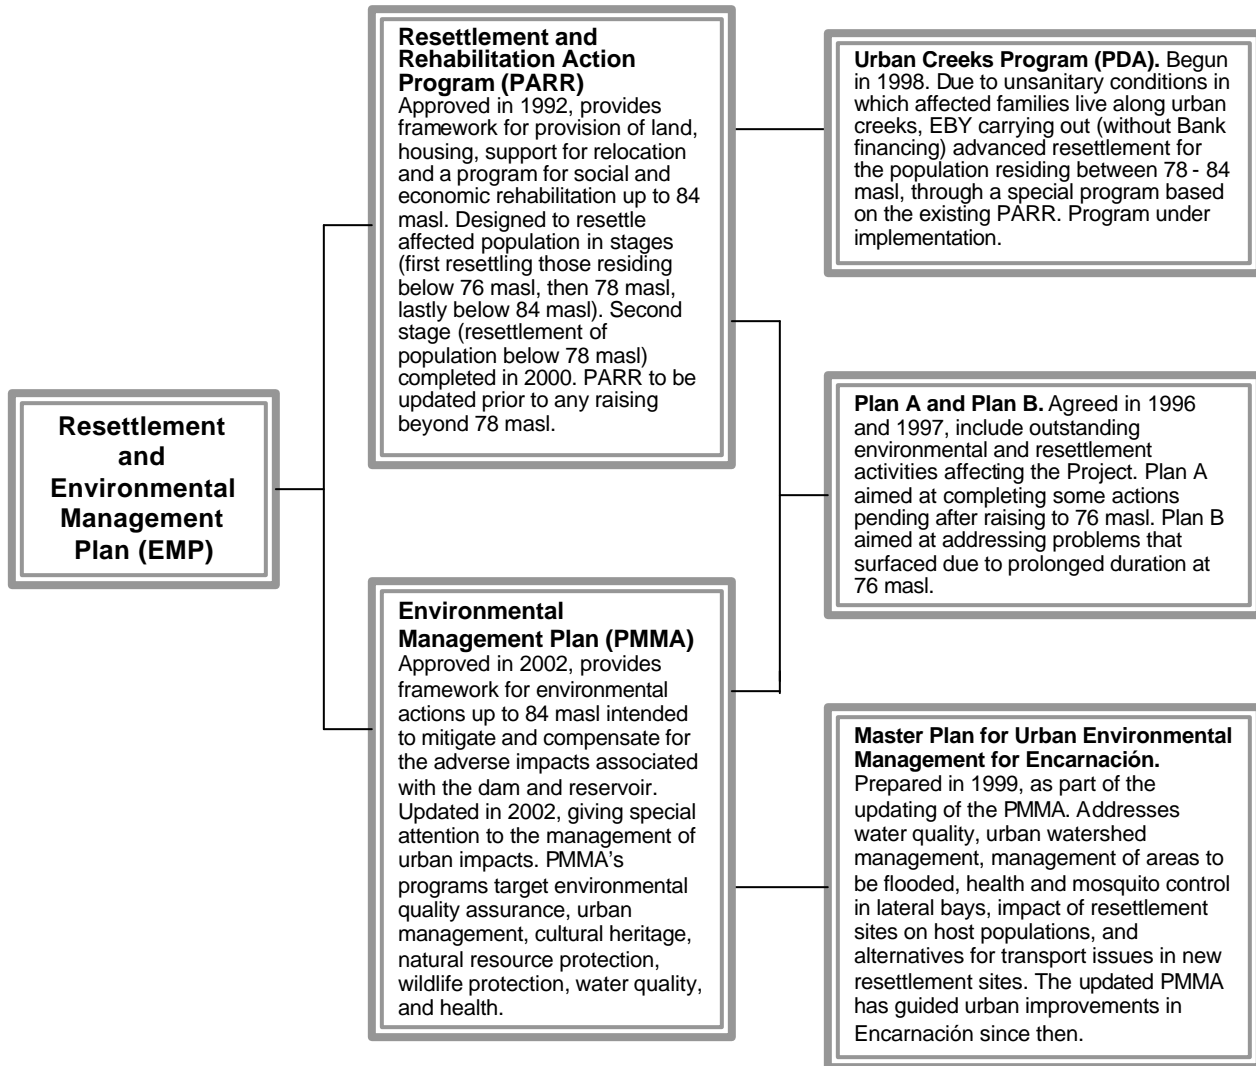 Resettlement
and
Environmental
Management
Plan (EMP)
Resettlement and
Rehabilitation Action
Program (PARR)
Approved in 1992, provides
framework for provision of land,
housing, support for relocation
and a program for social and
economic rehabilitation up to 84
masl. Designed to resettle
affected population in stages
(first resettling those residing
below 76 masl, then 78 masl,
lastly below 84 masl). Second
stage (resettlement of
population below 78 masl)
completed in 2000. PARR to be
updated prior to any raising
beyond 78 masl.
Environmental
Management Plan (PMMA)
Approved in 2002, provides
framework for environmental
actions up to 84 masl intended
to mitigate and compensate for
the adverse impacts associated
with the dam and reservoir.
Updated in 2002, giving special
attention to the management of
urban impacts. PMMA's
programs target environmental
quality assurance, urban
management, cultural heritage,
natural resource protection,
wildlife protection, water quality,
and health.
Urban Creeks Program (PDA). Begun
in 1998. Due to unsanitary conditions in
which affected families live along urban
creeks, EBY carrying out (without Bank
financing) advanced resettlement for
the population residing between 78 - 84
masl, through a special program based
on the existing PARR. Program under
implementation.
Plan A and Plan B. Agreed in 1996
and 1997, include outstanding
environmental and resettlement
activities affecting the Project. Plan A
aimed at completing some actions
pending after raising to 76 masl. Plan B
aimed at addressing problems that
surfaced due to prolonged duration at
76 masl.
Master Plan for Urban Environmental
Management for Encarnación.
Prepared in 1999, as part of the
updating of the PMMA. Addresses
water quality, urban watershed
management, management of areas to
be flooded, health and mosquito control
in lateral bays, impact of resettlement
sites on host populations, and
alternatives for transport issues in new
resettlement sites. The updated PMMA
has guided urban improvements in
Encarnación since then.